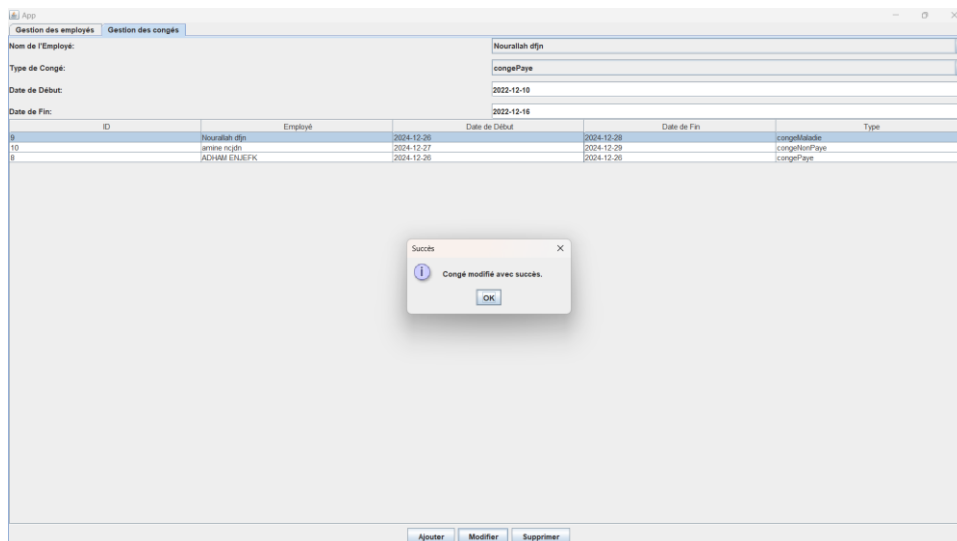 App
Gestion des employés Gestion des congés
Nom de l'Employé: Nourallah dfjn
Type de Congé: congePaye
Date de Début: 2022-12-10
Date de Fin: 2022-12-16
ID Employé Date de Début Date de Fin Type
9 Nourallah dfjn 2024-12-26 2024-12-28 congeMaladie
10 amine ncjdn 2024-12-27 2024-12-29 congeNonPaye
8 ADHAM ENJEFK 2024-12-26 2024-12-26 congePaye
Succès
Congé modifié avec succès.
OK
Ajouter Modifier Supprimer